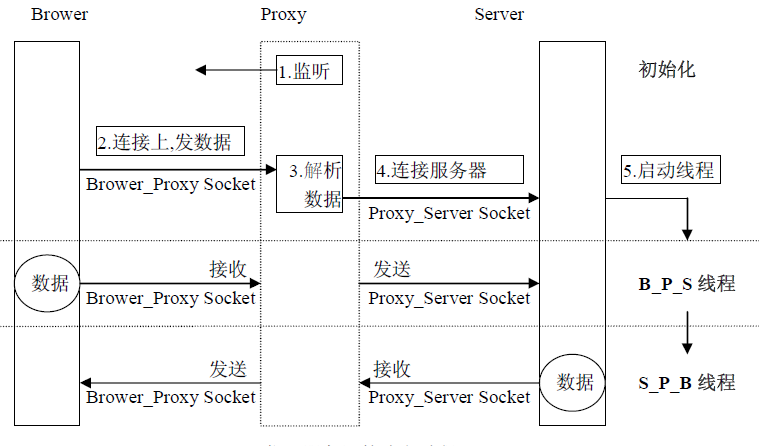 Brower Proxy Server
1.监听 初始化
2.连接上,发数据
3.解析 4.连接服务器 5.启动线程
Brower_Proxy Socket 数据
Proxy_Server Socket
接收 发送
数据 B_P_S 线程
Brower_Proxy Socket Proxy_Server Socket
发送 接收
数据 S_P_B 线程
Brower_Proxy Socket Proxy_Server Socket